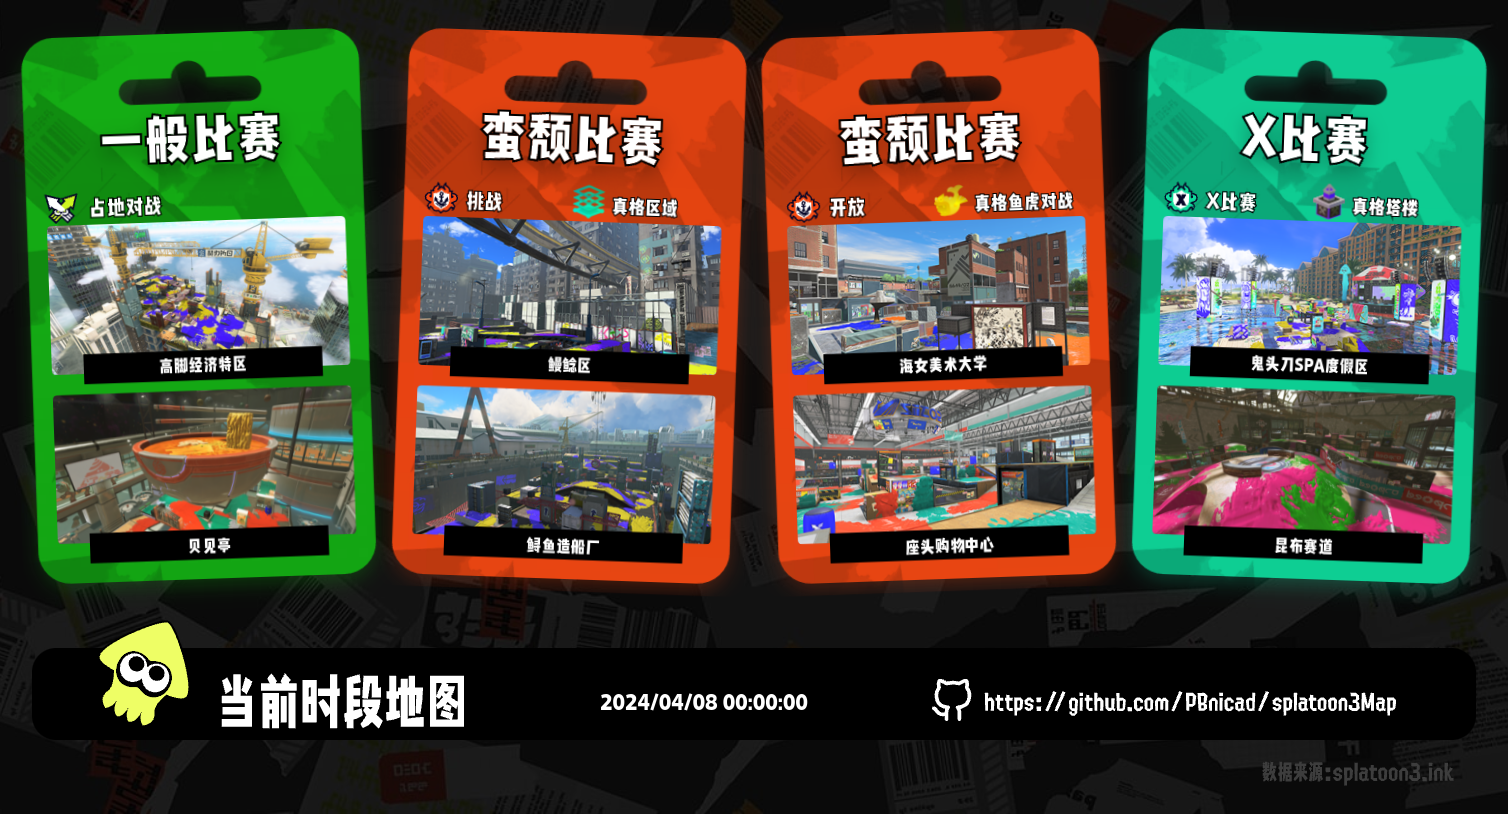 一般比赛
占地对战
高脚经济特区
贝贝亭
蛮颓比赛
挑战
真格区域
鳗鲶区
鲟鱼造船厂
蛮颓比赛
开放
真格鱼虎对战
海女美术大学
座头购物中心
X比赛
X比赛
真格塔楼
鬼头刀SPA度假区
昆布赛道
当前时段地图
2024/04/08 00:00:00
https://github.com/PBnicad/splatoon3Map
数据来源:splatoon3.ink